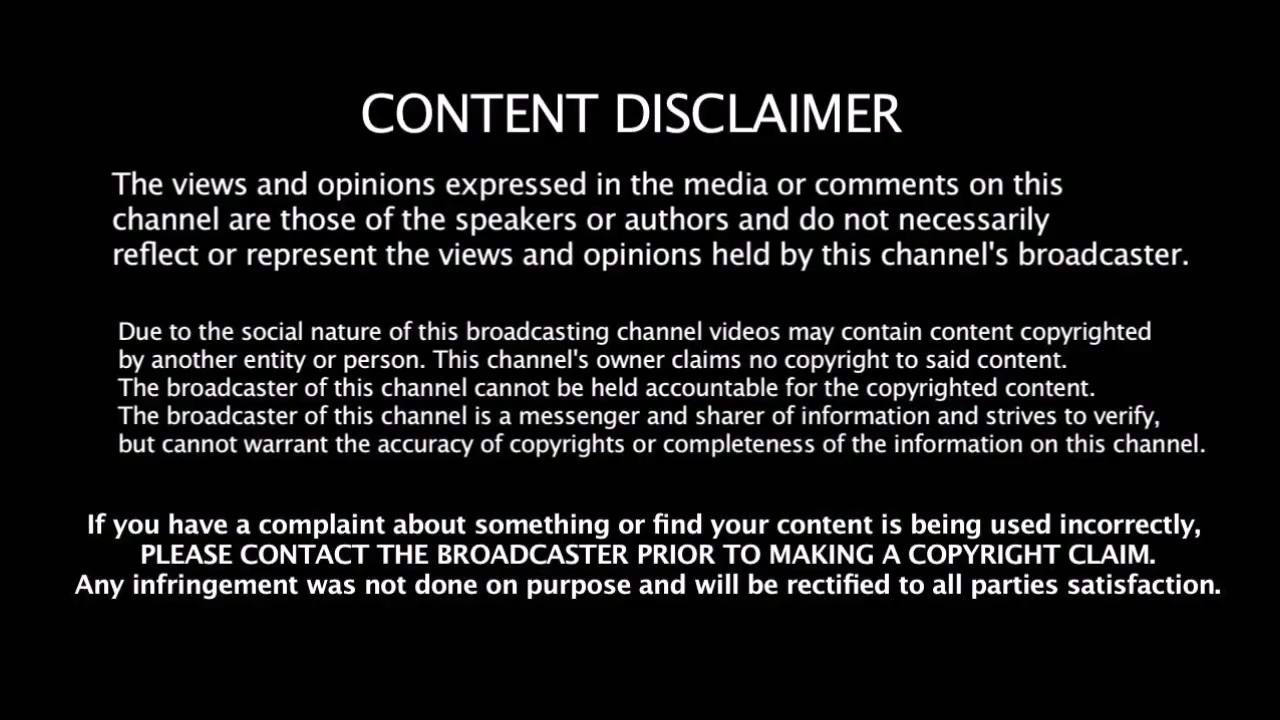 CONTENT DISCLAIMER
The views and opinions expressed in the media or comments on this
channel are those of the speakers or authors and do not necessarily
reflect or represent the views and opinions held by this channel's broadcaster.
Due to the social nature of this broadcasting channel videos may contain content copyrighted
by another entity or person. This channel's owner claims no copyright to said content.
The broadcaster of this channel cannot be held accountable for the copyrighted content.
The broadcaster of this channel is a messenger and sharer of information and strives to verify,
but cannot warrant the accuracy of copyrights or completeness of the information on this channel.
If you have a complaint about something or find your content is being used incorrectly,
PLEASE CONTACT THE BROADCASTER PRIOR TO MAKING A COPYRIGHT CLAIM.
Any infringement was not done on purpose and will be rectified to all parties satisfaction.